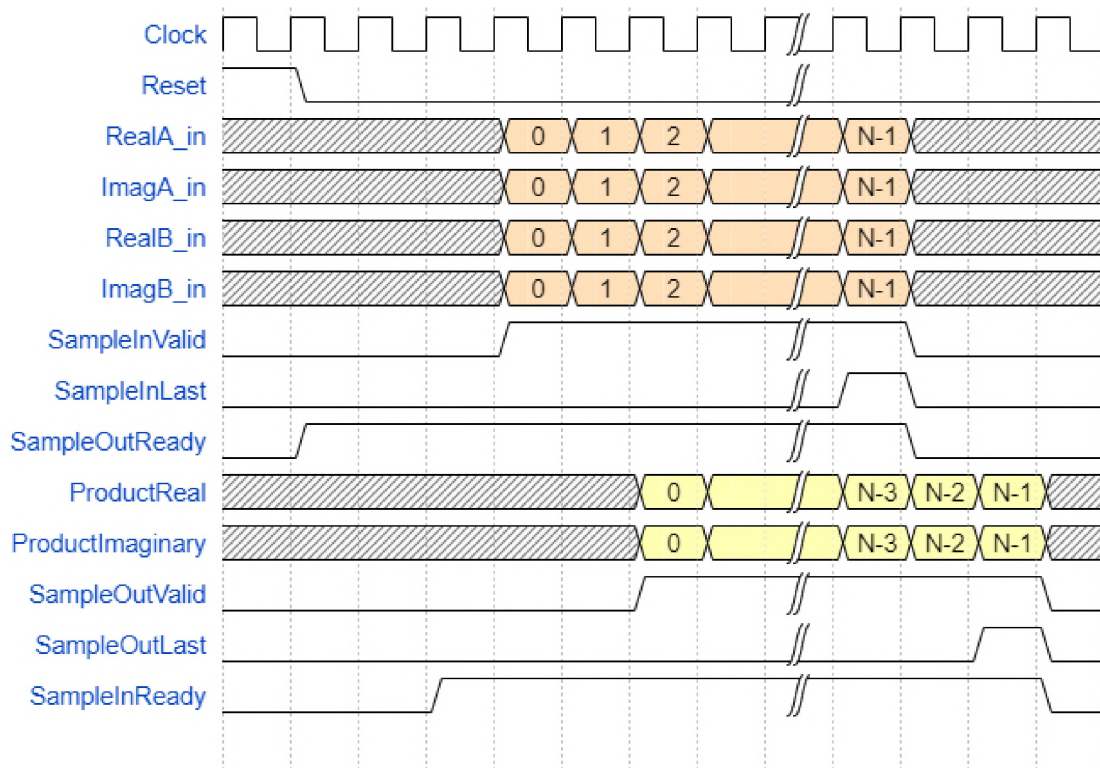 Clock
Reset
RealA_in 0 1 2 N-1
ImagA_in 0 1 2 N-1
RealB_in 0 1 2 N-1
ImagB_in 0 1 2 N-1
SampleInValid
SampleInLast
SampleOutReady
ProductReal 0 N-3 N-2 N-1
ProductImaginary 0 N-3 N-2 N-1
SampleOutValid
SampleOutLast
SampleInReady